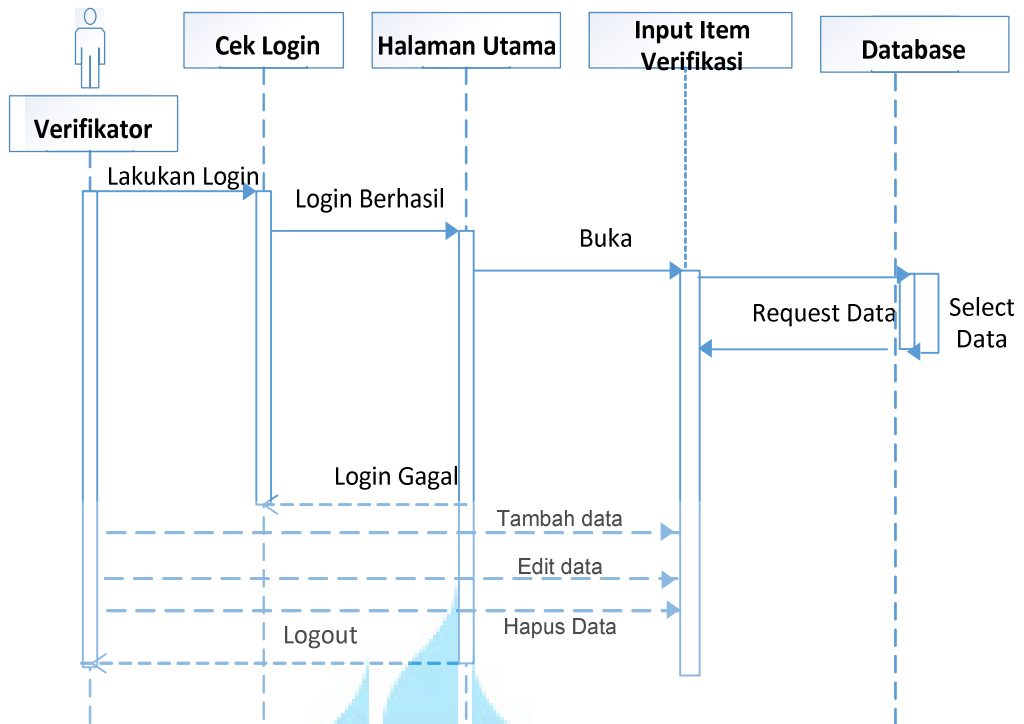 Cek Login
Halaman Utama
Input Item
Verifikasi
Database
Verifikator
Lakukan Login
Login Berhasil
Buka
Request Data
Select
Data
Login Gagal
Tambah data
Edit data
Hapus Data
Logout